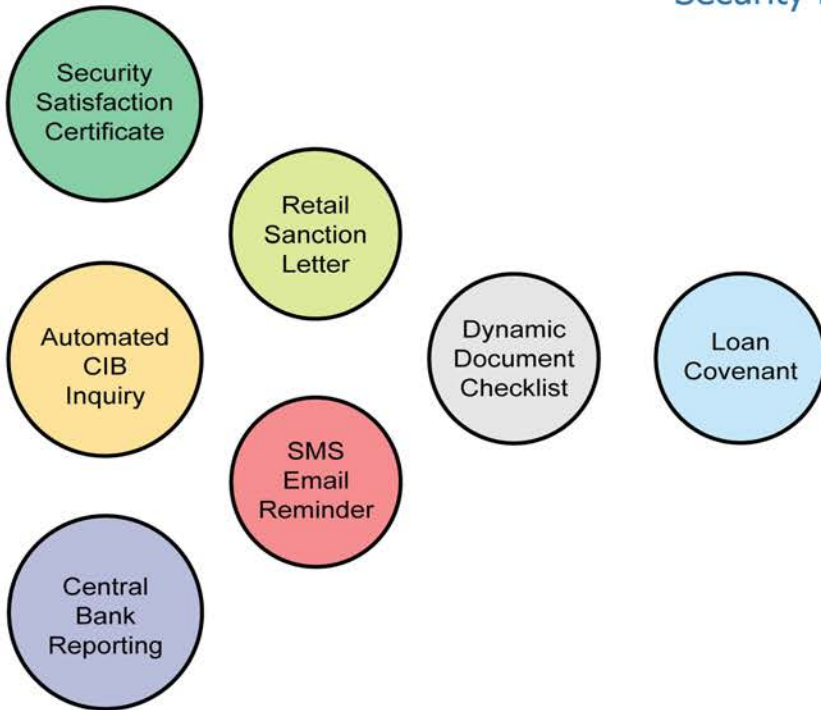 Security
Security
Satisfaction
Certificate
Retail
Sanction
Letter
Automated
CIB
Inquiry
Dynamic
Document
Checklist
Loan
Covenant
SMS
Email
Reminder
Central
Bank
Reporting